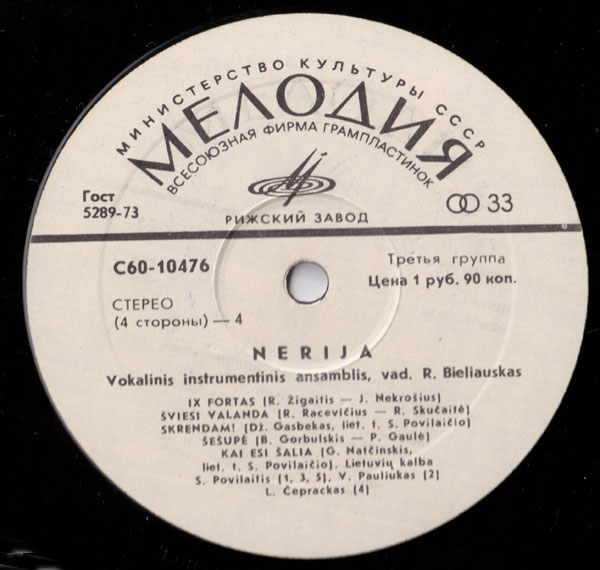 МИНИСТЕРСТВО КУЛЬТУРЫ СССР
МЕЛОДИЯ
ВСЕСОЮЗНАЯ ФИРМА ГРАМПЛАСТИНОК
Гост
5289-73
33
РИЖСКИЙ ЗАВОД
С60-10476
Третья группа
Цена 1 руб. 90 коп.
СТЕРЕО
(4 стороны) — 4
NERIJA
Vokalinis instrumentinis ansamblis, vad. R. Bieliauskas
IX FORTAS (R. Žigaitis — J. Nekrošius)
ŠVIESI VALANDA (R. Racevičius — R. Skučaitė)
SKRENDAM! (Dž. Gasbekas, liet. t. S. Povilaičio)
ŠEŠUPĖ (B. Gorbulskis — P. Gaulė)
KAI ESI ŠALIA (G. Natčinskis,
liet. t. S. Povilaičio). Lietuvių kalba
S. Povilaitis (1, 3, 5), V. Pauliukas (2)
L. Čeprackas (4)